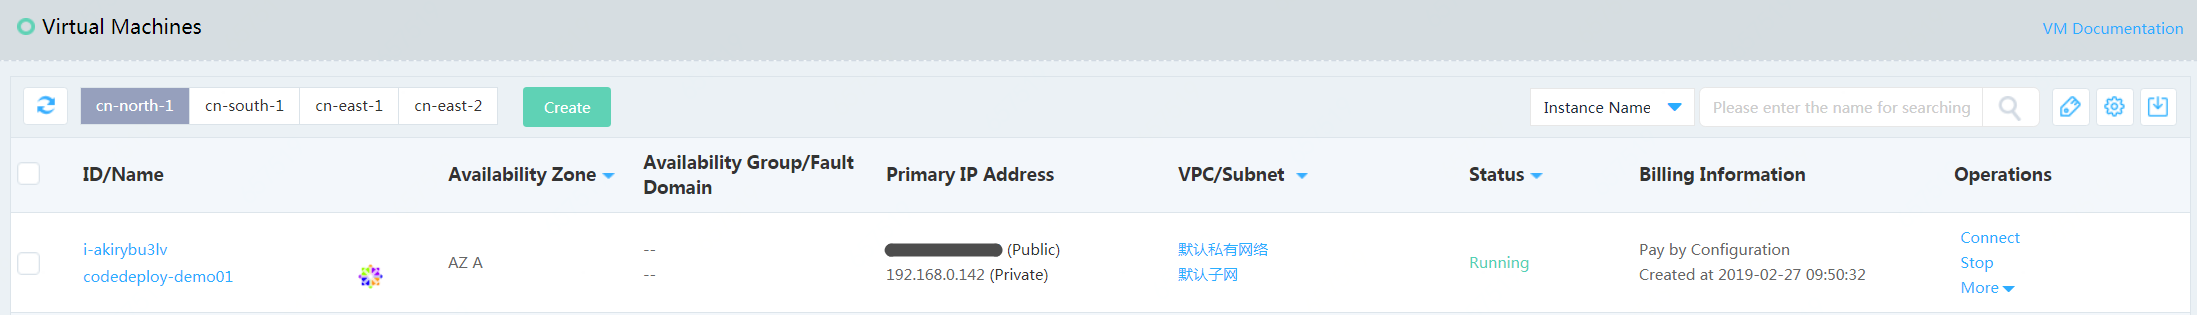 Virtual Machines
VM Documentation
cn-north-1 cn-south-1 cn-east-1 cn-east-2 Create Instance Name Please enter the name for searching
ID/Name
Availability Zone
Availability Group/Fault
Domain
Primary IP Address
VPC/Subnet
Status
Billing Information
Operations
i-akirybu3lv
codedeploy-demo01
AZ A
--
--
(Public)
192.168.0.142 (Private)
默认私有网络
默认子网
Running
Pay by Configuration
Created at 2019-02-27 09:50:32
Connect
Stop
More